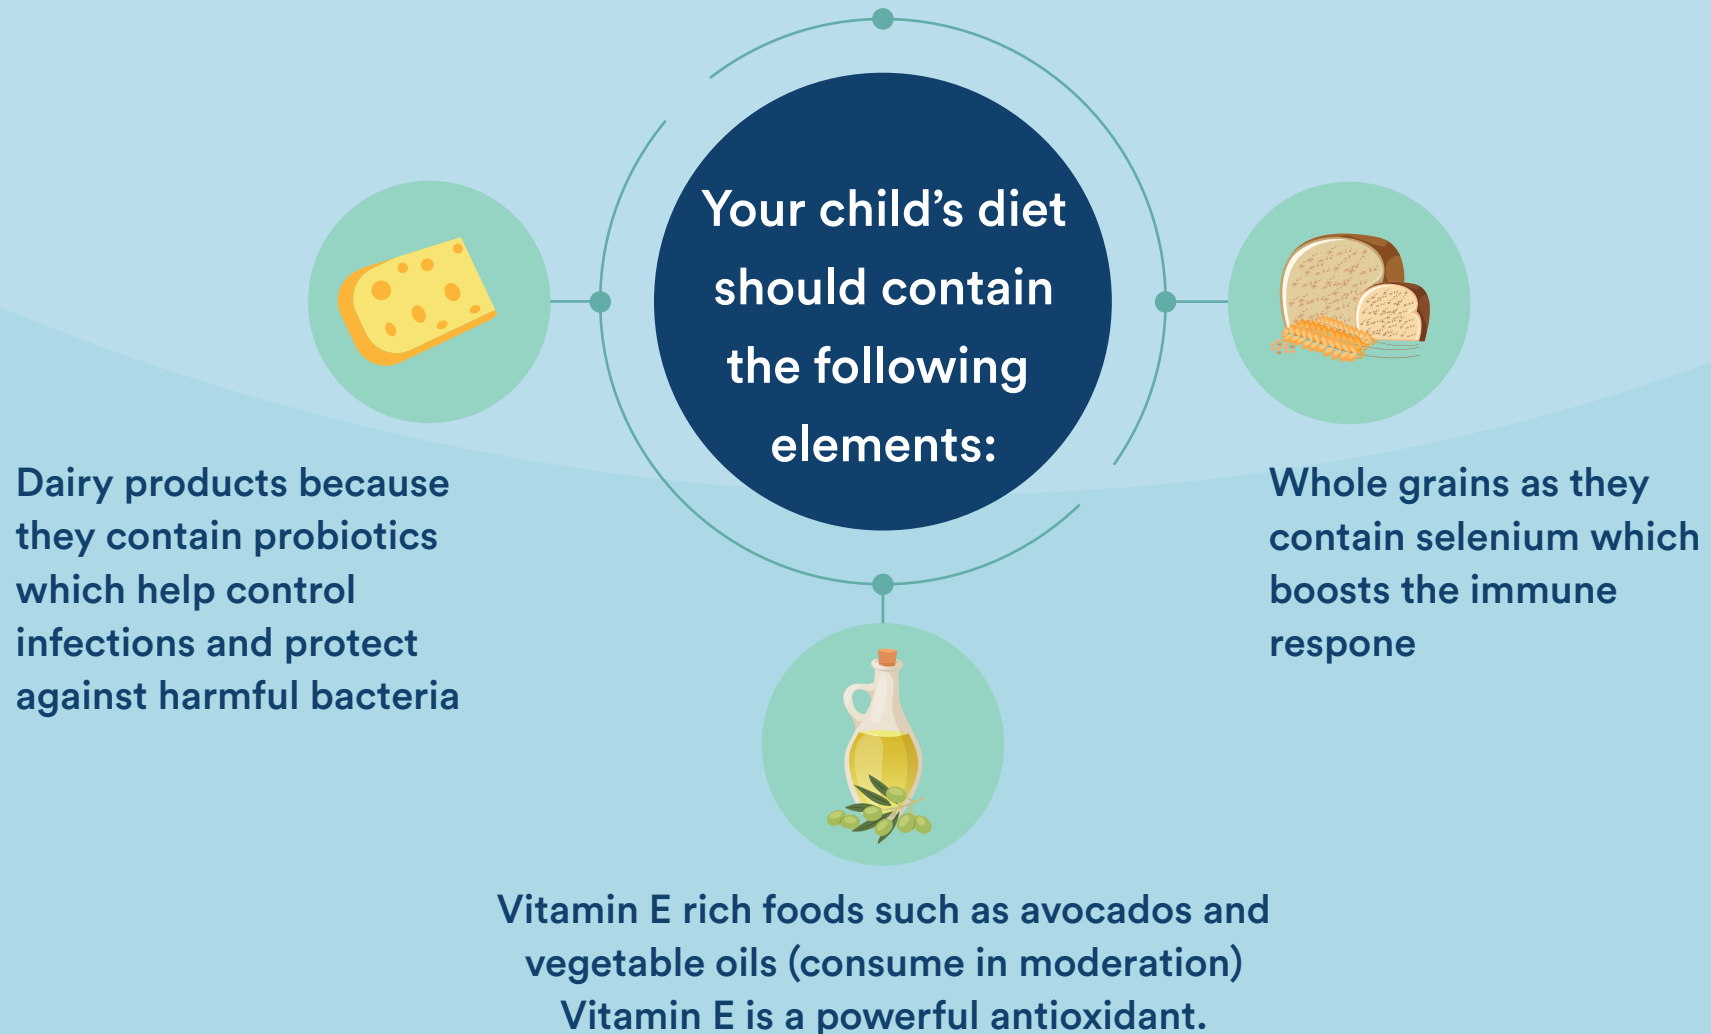 Your child’s diet
should contain
the following
elements:
Dairy products because
they contain probiotics
which help control
infections and protect
against harmful bacteria
Whole grains as they
contain selenium which
boosts the immune
respone
Vitamin E rich foods such as avocados and
vegetable oils (consume in moderation)
Vitamin E is a powerful antioxidant.